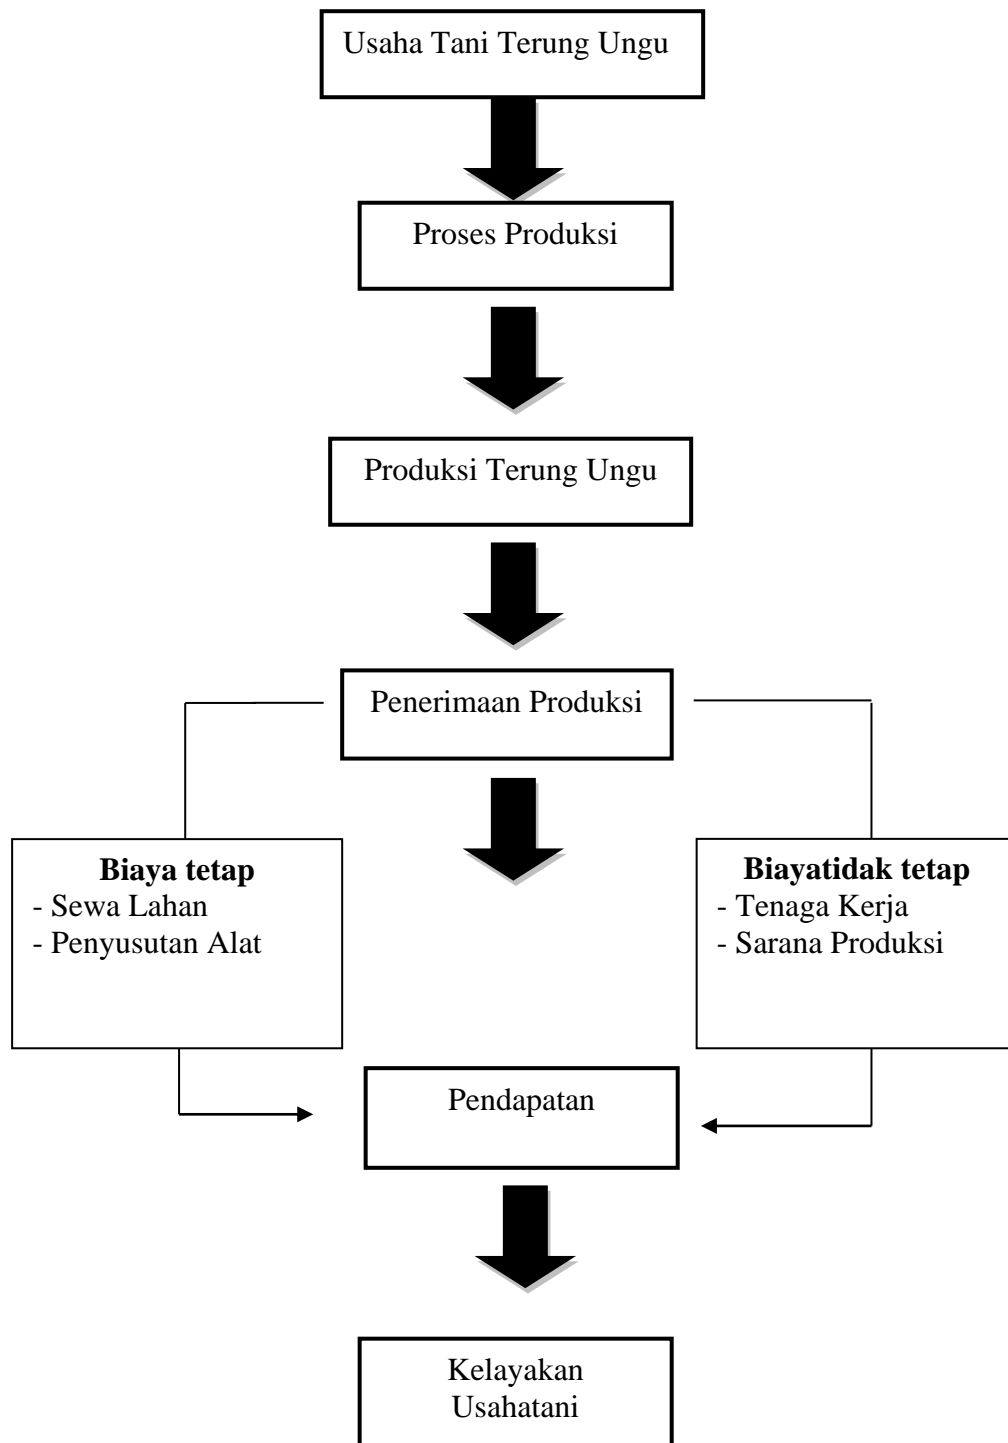 Usaha Tani Terung Ungu
Proses Produksi
Produksi Terung Ungu
Penerimaan Produksi
Biaya tetap
- Sewa Lahan
- Penyusutan Alat
Biayatidak tetap
- Tenaga Kerja
- Sarana Produksi
Pendapatan
Kelayakan
Usahatani